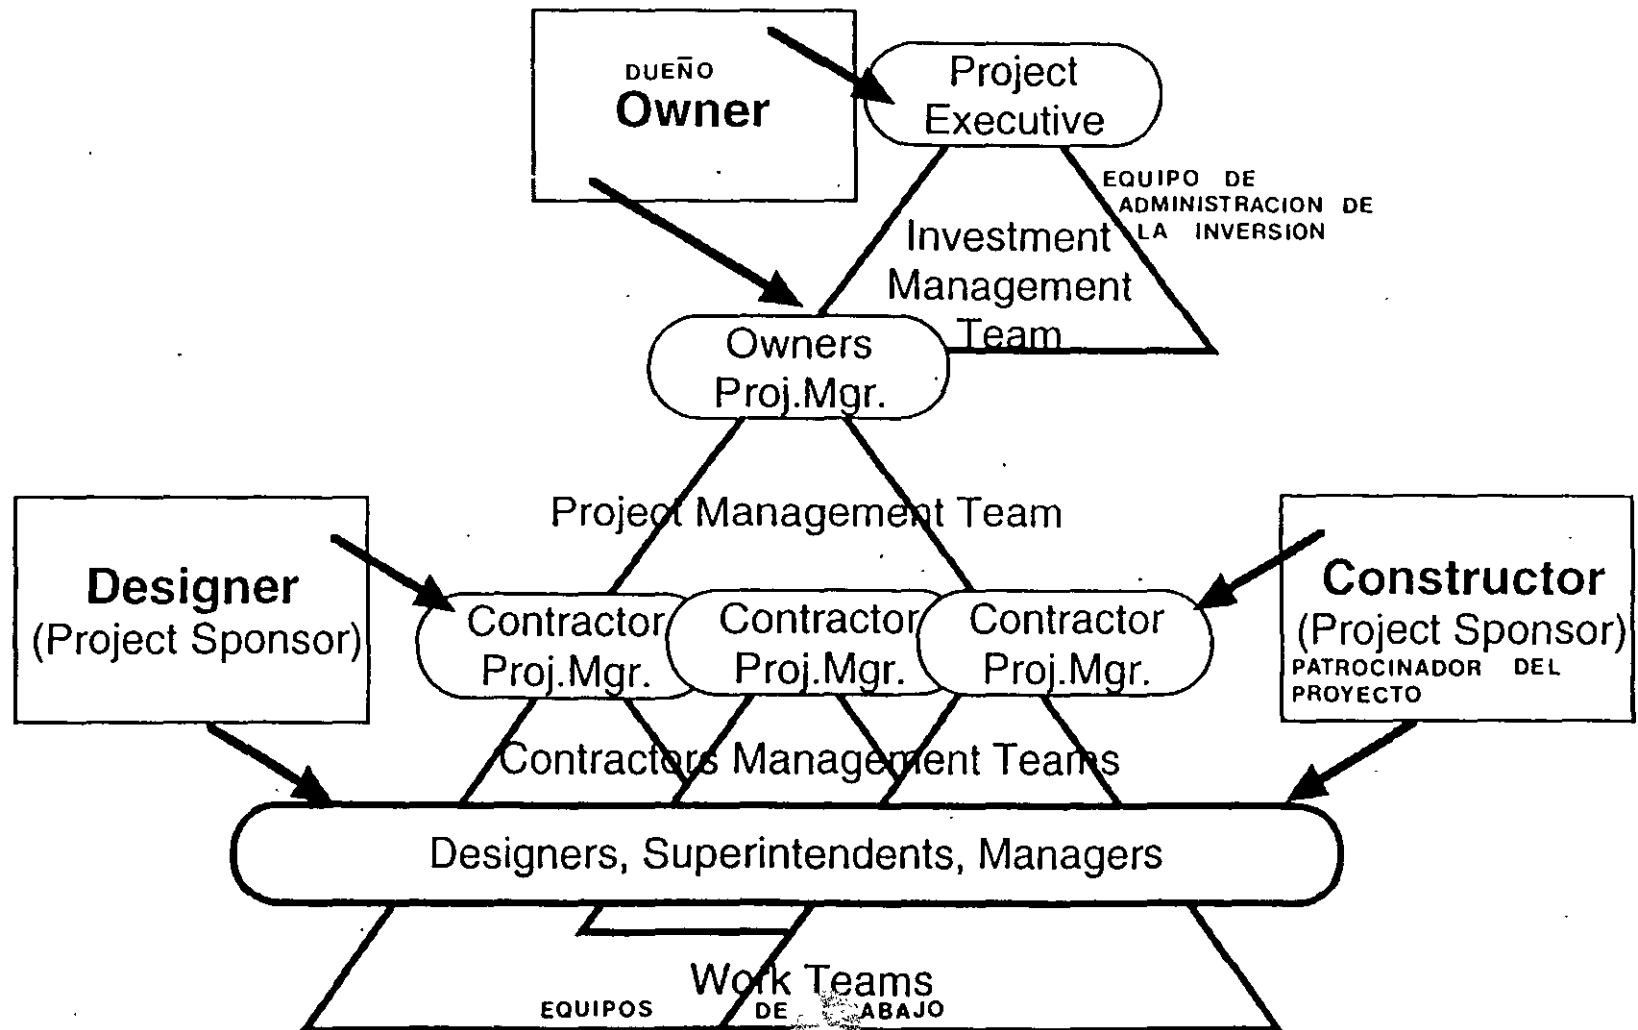 DUEÑO
Owner
Project
Executive
EQUIPO DE
ADMINISTRACION DE
LA INVERSION
Investment
Management
Team
Owners
Proj.Mgr.
Project Management Team
Designer
(Project Sponsor)
Contractor
Proj.Mgr.
Contractor
Proj.Mgr.
Contractor
Proj.Mgr.
Constructor
(Project Sponsor)
PATROCINADOR DEL
PROYECTO
Contractors Management Teams
Designers, Superintendents, Managers
Work Teams
EQUIPOS DE ABAJO